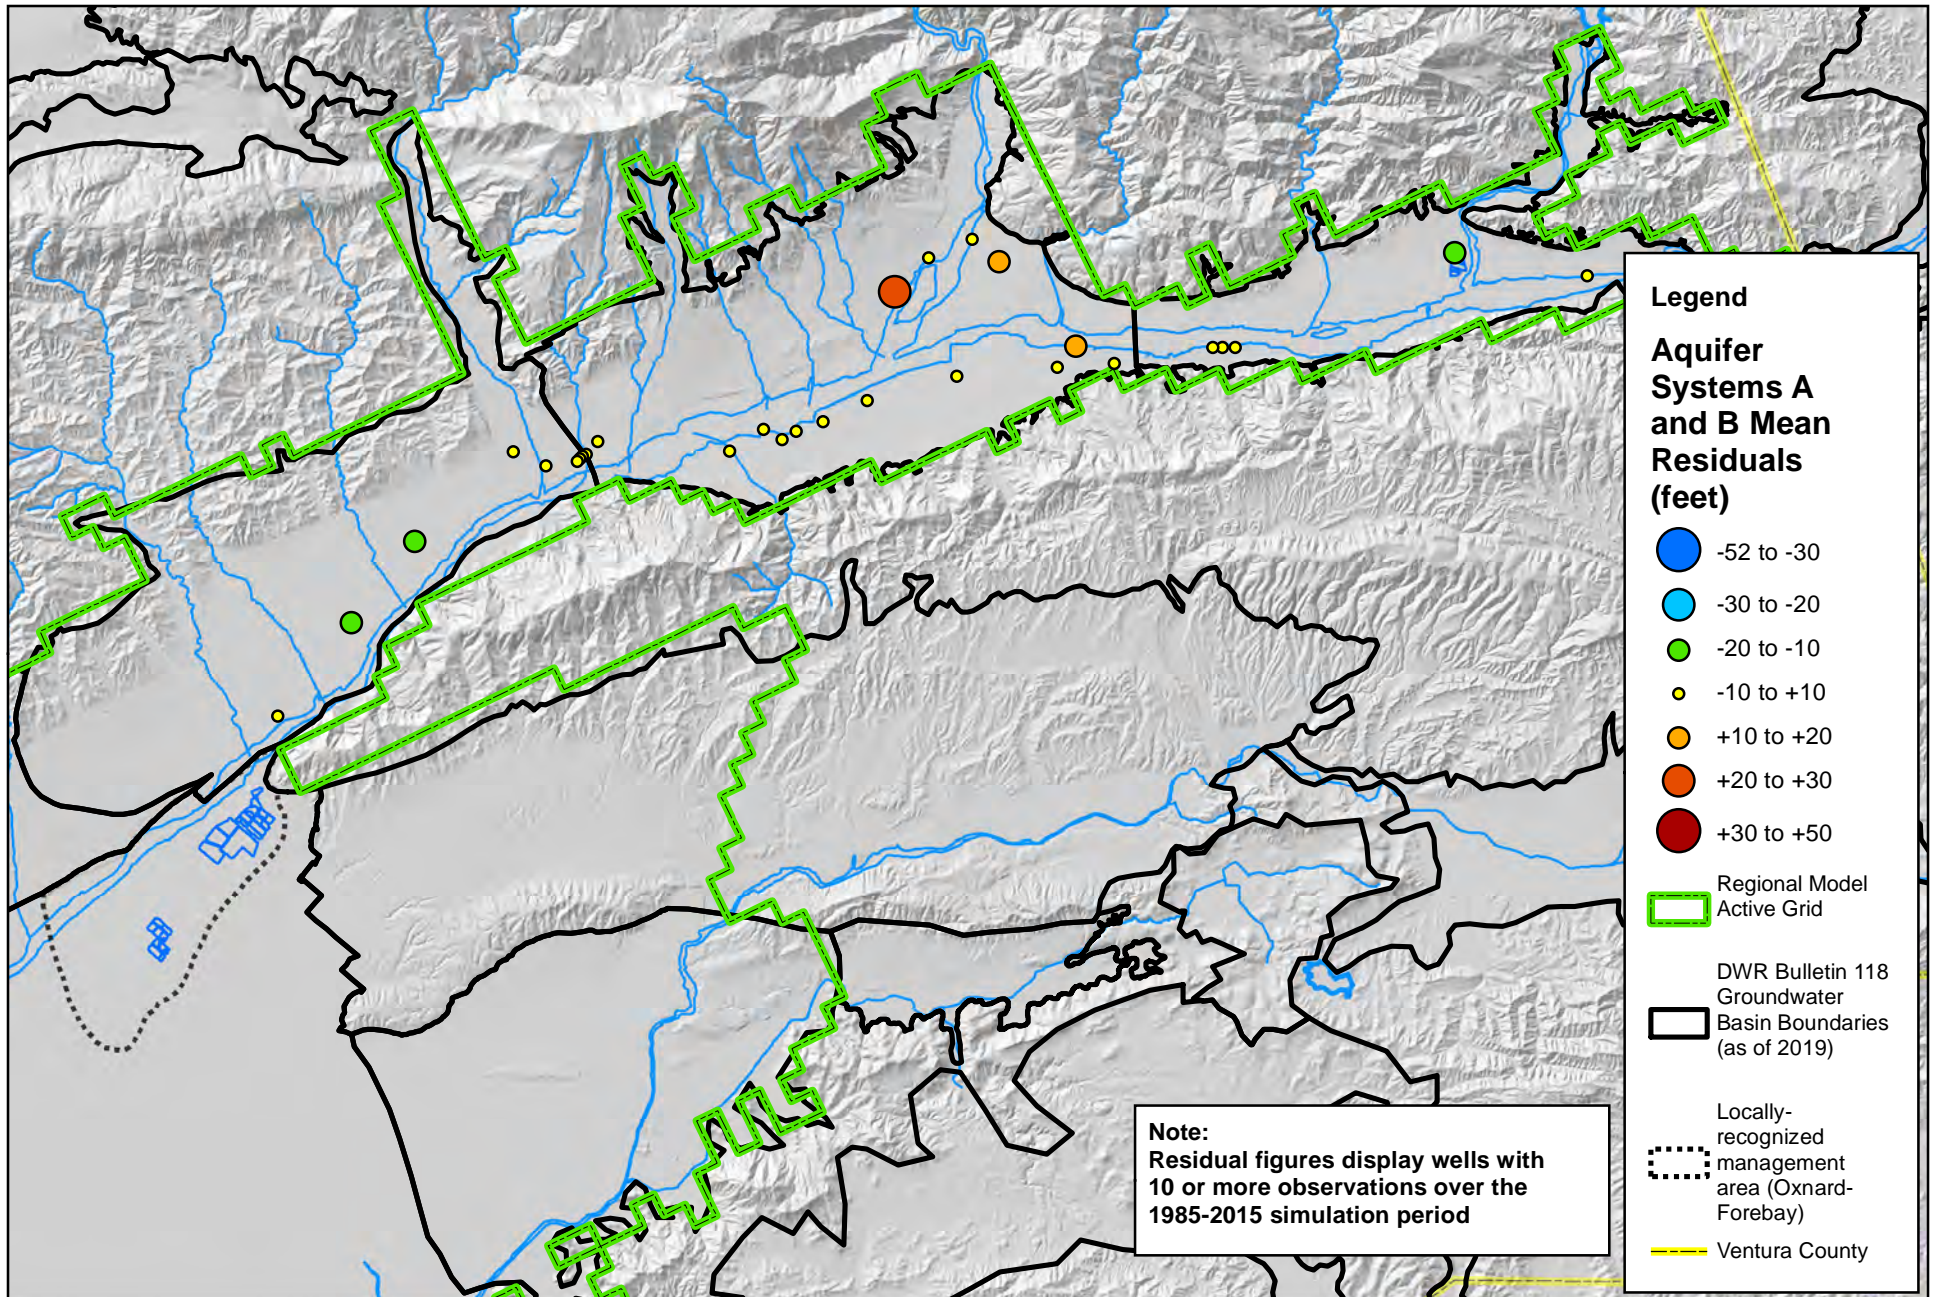 Legend
Aquifer
Systems A
and B Mean
Residuals
(feet)
-52 to -30
-30 to -20
-20 to -10
-10 to +10
+10 to +20
+20 to +30
+30 to +50
Regional Model
Active Grid
DWR Bulletin 118
Groundwater
Basin Boundaries
(as of 2019)
Locally-
recognized
management
area (Oxnard-
Forebay)
Ventura County
Note:
Residual figures display wells with
10 or more observations over the
1985-2015 simulation period